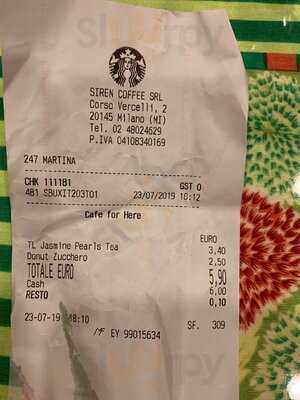 SIREN COFFEE SRL
Corso Vercelli, 2
20145 Milano (MI)
Tel. 02 48024629
P.IVA 04108340169
247 MARTINA
CHK 111181 GST 0
4B1 SBUXIT203T01 23/07/2019 18:12
Cafe for Here
EURO
TL Jasmine Pearls Tea 3,40
Donut Zucchero 2,50
TOTALE EURO 5,90
Cash 6,00
RESTO 0,10
23-07-19 18:10 SF. 309
EY 99015634